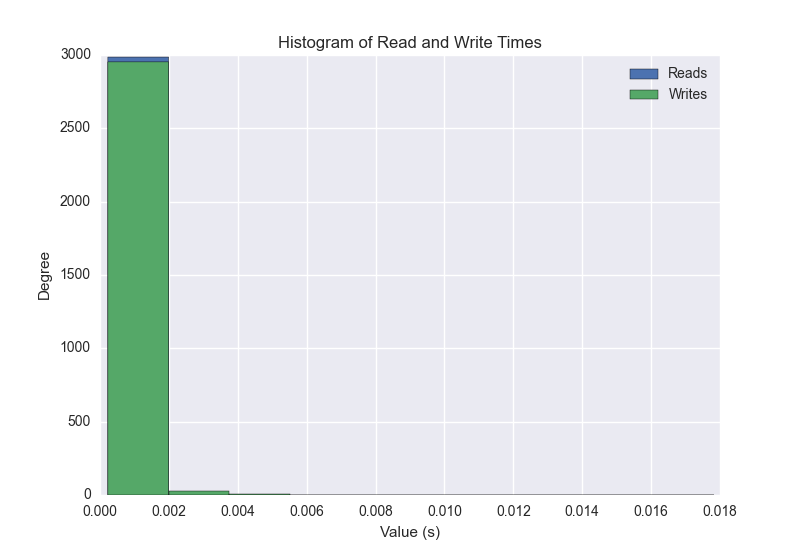 Histogram of Read and Write Times
Reads
Writes
Degree
3000
2500
2000
1500
1000
500
0
0.000 0.002 0.004 0.006 0.008 0.010 0.012 0.014 0.016 0.018
Value (s)